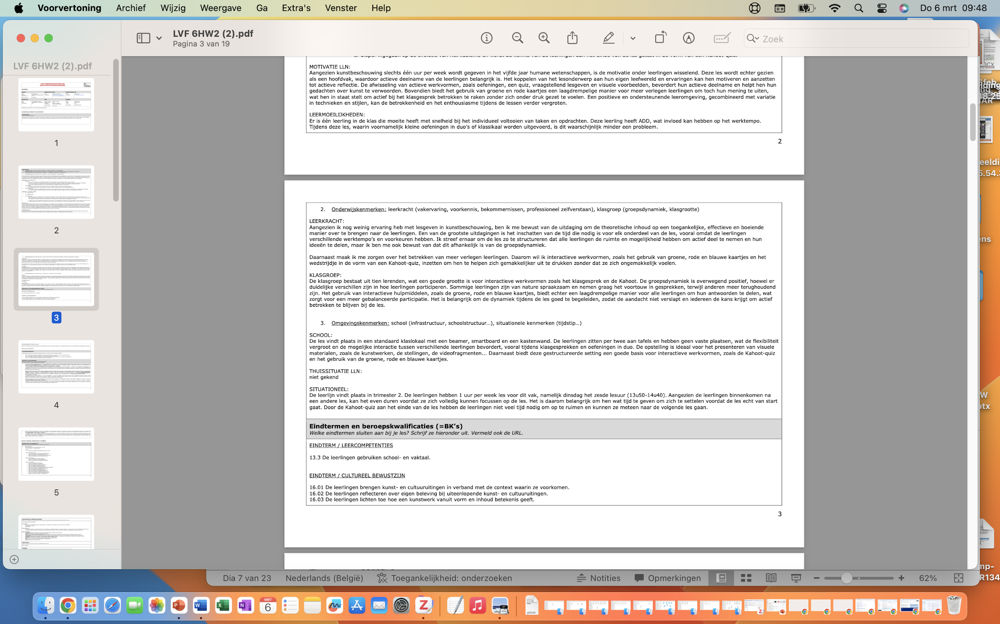 Voorvertoning Archief Wijzig Weergave Ga Extra's Venster Help Do 6 mrt 09:48
LVF 6HW2 (2).pdf
Pagina 3 van 19
Zoek
LVF 6HW2 (2).pdf
1
2
3
4
5
MOTIVATIE LLN:
Aangezien kunstbeschouwing slechts één uur per week wordt gegeven in het vijfde jaar humane wetenschappen, is de motivatie onder leerlingen wisselend. Deze les wordt echter gezien
als een hoofdvak, waardoor actieve deelname van de leerlingen belangrijk is. Het koppelen van het lesonderwerp aan hun eigen leefwereld en ervaringen kan hen motiveren en aanzetten
tot actieve reflectie. De afwisseling van actieve werkvormen, zoals oefeningen, een quiz, vraagstellend lesgeven en visuele voorbeelden, bevordert hun actieve deelname en helpt hen hun
gedachten over kunst te verwoorden. Bovendien biedt het gebruik van groene en rode kaartjes een laagdrempelige manier voor meer verlegen leerlingen om toch hun mening te uiten,
wat hen in staat stelt om actief bij het klasgesprek betrokken te raken zonder zich onder druk gezet te voelen. Een positieve en ondersteunende leeromgeving, gecombineerd met variatie
in technieken en stijlen, kan de betrokkenheid en het enthousiasme tijdens de lessen verder vergroten.
LEERMOEILIJKHEDEN:
Er is één leerling in de klas die moeite heeft met snelheid bij het individueel voltooien van taken en opdrachten. Deze leerling heeft ADD, wat invloed kan hebben op het werktempo.
Tijdens deze les, waarin voornamelijk kleine oefeningen in duo's of klassikaal worden uitgevoerd, is dit waarschijnlijk minder een probleem.
2
2. Onderwijskenmerken: leerkracht (vakervaring, voorkennis, bekommernissen, professioneel zelfverstaan), klasgroep (groepsdynamiek, klasgrootte)
LEERKRACHT:
Aangezien ik nog weinig ervaring heb met lesgeven in kunstbeschouwing, ben ik me bewust van de uitdaging om de theoretische inhoud op een toegankelijke, effectieve en boeiende
manier over te brengen naar de leerlingen. Een van de grootste uitdagingen is het inschatten van de tijd die nodig is voor elk onderdeel van de les, vooral omdat de leerlingen
verschillende werktempo's en voorkeuren hebben. Ik streef ernaar om de les zo te structureren dat alle leerlingen de ruimte en mogelijkheid hebben om actief deel te nemen en hun
ideeën te delen, maar ik ben me ook bewust van dat dit afhankelijk is van de groepsdynamiek.
Daarnaast maak ik me zorgen over het betrekken van meer verlegen leerlingen. Daarom wil ik interactieve werkvormen, zoals het gebruik van groene, rode en blauwe kaartjes en het
wedstrijdje in de vorm van een Kahoot-quiz, inzetten om hen te helpen zich gemakkelijker uit te drukken zonder dat ze zich ongemakkelijk voelen.
KLASGROEP:
De klasgroep bestaat uit tien lerenden, wat een goede grootte is voor interactieve werkvormen zoals het klasgesprek en de Kahoot. De groepsdynamiek is overwegend positief, hoewel er
duidelijke verschillen zijn in hoe leerlingen participeren. Sommige leerlingen zijn van nature spraakzaam en nemen graag het voortouw in gesprekken, terwijl anderen meer terughoudend
zijn. Het gebruik van interactieve hulpmiddelen, zoals de groene, rode en blauwe kaartjes, biedt echter een laagdrempelige manier voor alle leerlingen om hun antwoorden te delen, wat
zorgt voor een meer gebalanceerde participatie. Het is belangrijk om de dynamiek tijdens de les goed te begeleiden, zodat de aandacht niet verslapt en iedereen de kans krijgt om actief
betrokken te blijven bij de les.
3. Omgevingskenmerken: school (infrastructuur, schoolstructuur…), situationele kenmerken (tijdstip…)
SCHOOL:
De les vindt plaats in een standaard klaslokaal met een beamer, smartboard en een kastenwand. De leerlingen zitten per twee aan tafels en hebben geen vaste plaatsen, wat de flexibiliteit
vergroot en de mogelijke interactie tussen verschillende leerlingen bevordert, vooral tijdens klasgesprekken en oefeningen in duo. De opstelling is ideaal voor het presenteren van visuele
materialen, zoals de kunstwerken, de stellingen, de videofragmenten… Daarnaast biedt deze gestructureerde setting een goede basis voor interactieve werkvormen, zoals de Kahoot-quiz
en het gebruik van de groene, rode en blauwe kaartjes.
THUISSITUATIE LLN:
niet gekend
SITUATIONEEL:
De leerlijn vindt plaats in trimester 2. De leerlingen hebben 1 uur per week les voor dit vak, namelijk dinsdag het zesde lesuur (13u50-14u40). Aangezien de leerlingen binnenkomen na
een andere les, kan het even duren voordat ze zich volledig kunnen focussen op de les. Het is daarom belangrijk om hen wat tijd te geven om zich te settelen voordat de les echt van start
gaat. Door de Kahoot-quiz aan het einde van de les hebben de leerlingen niet veel tijd nodig om op te ruimen en kunnen ze meteen naar de volgende les gaan.
Eindtermen en beroepskwalificaties (=BK's)
Welke eindtermen sluiten aan bij je les? Schrijf ze hieronder uit. Vermeld ook de URL.
EINDTERM / LEERCOMPETENTIES
13.3 De leerlingen gebruiken school- en vaktaal.
EINDTERM / CULTUREEL BEWUSTZIJN
16.01 De leerlingen brengen kunst- en cultuuruitingen in verband met de context waarin ze voorkomen.
16.02 De leerlingen reflecteren over eigen beleving bij uiteenlopende kunst- en cultuuruitingen.
16.03 De leerlingen lichten toe hoe een kunstwerk vanuit vorm en inhoud betekenis geeft.
3
Dia 7 van 23 Nederlands (België) Toegankelijkheid: onderzoeken Notities Opmerkingen 62%
MRT
6